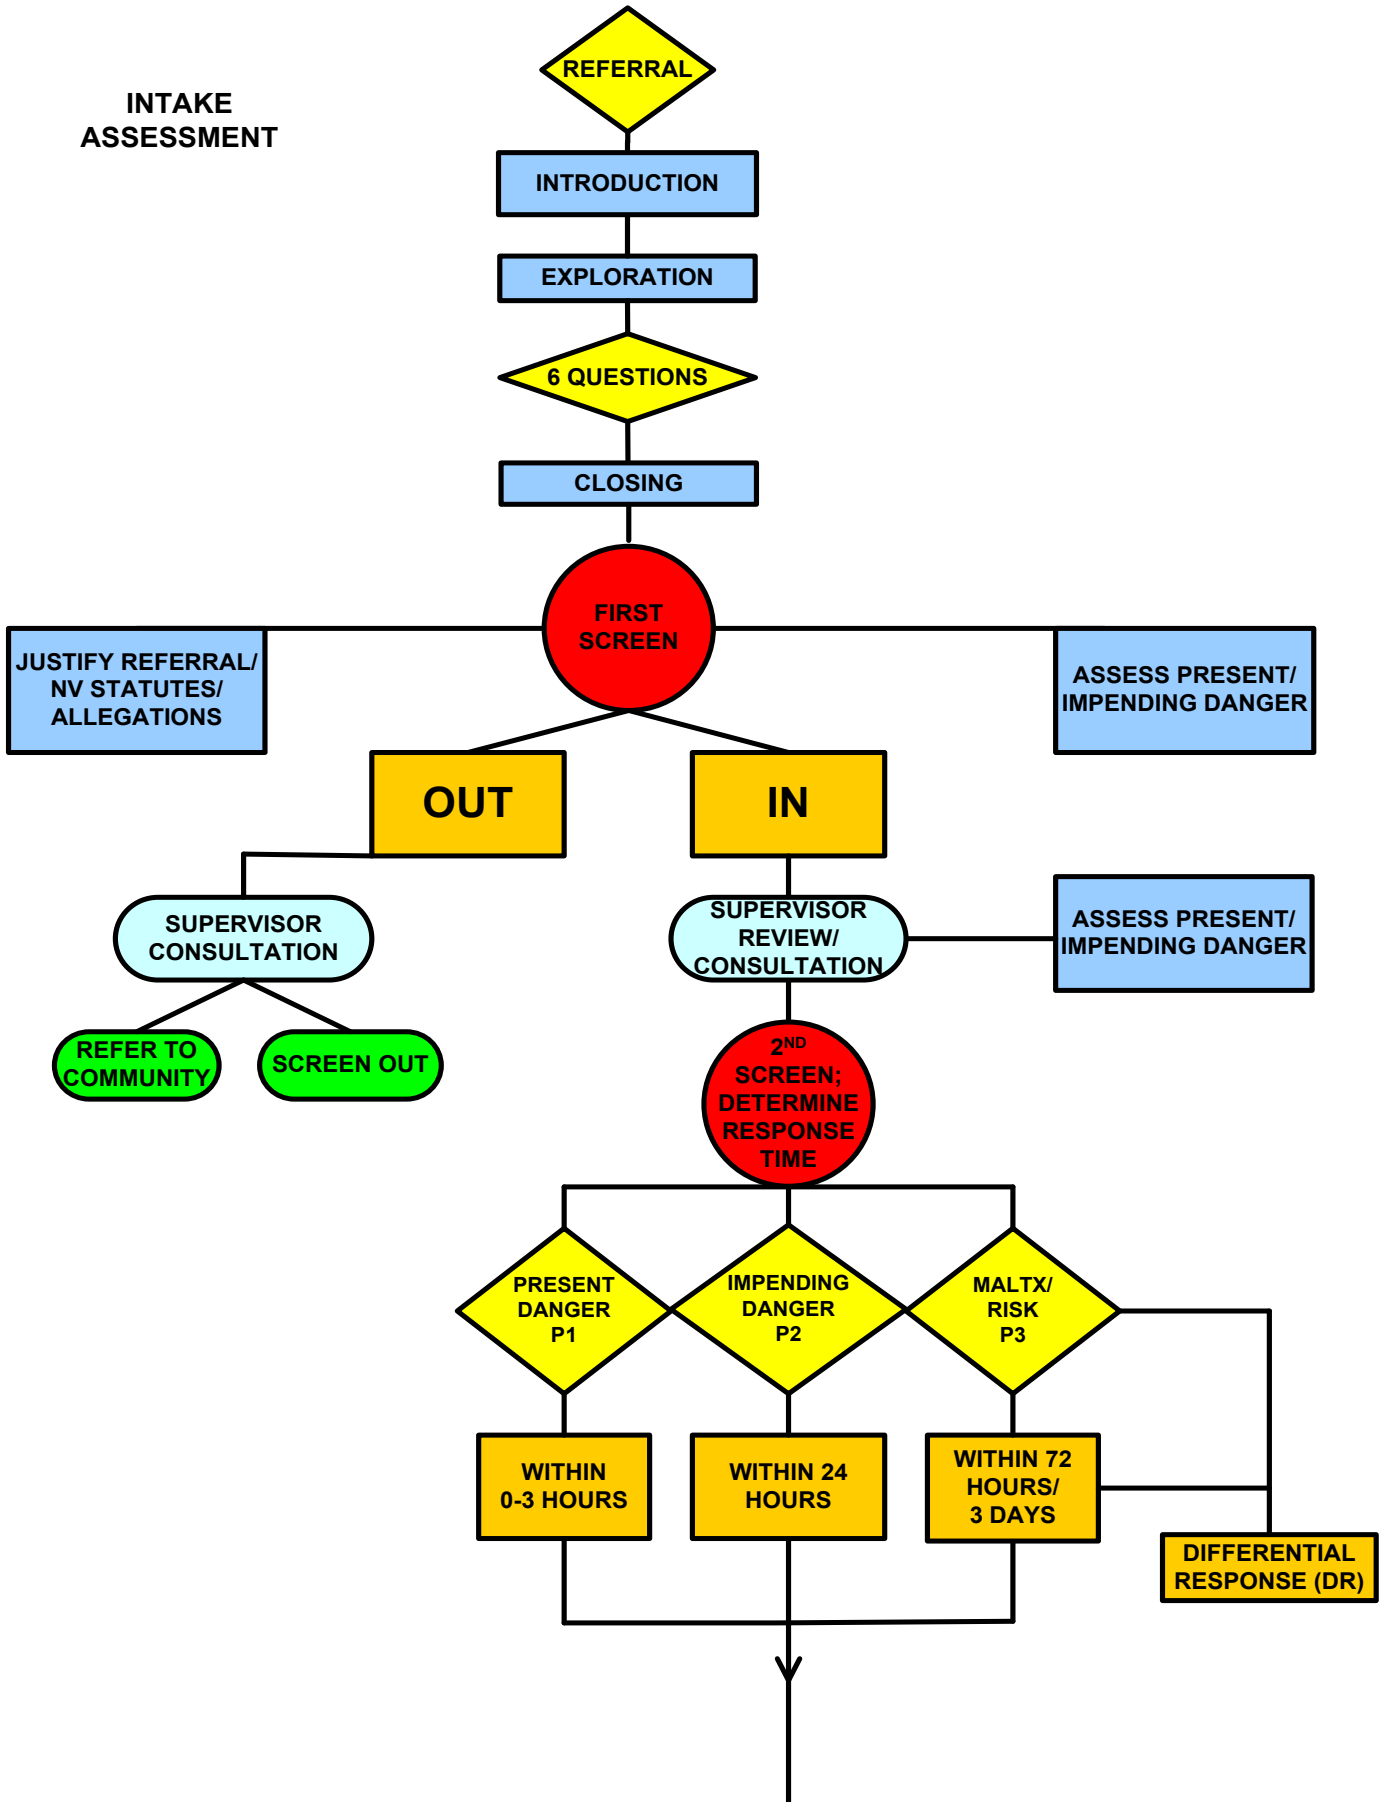 REFERRAL
INTAKE
ASSESSMENT
INTRODUCTION
EXPLORATION
6 QUESTIONS
CLOSING
FIRST
SCREEN
JUSTIFY REFERRAL/
NV STATUTES/
ALLEGATIONS
ASSESS PRESENT/
IMPENDING DANGER
OUT
IN
SUPERVISOR
CONSULTATION
SUPERVISOR
REVIEW/
CONSULTATION
ASSESS PRESENT/
IMPENDING DANGER
REFER TO
COMMUNITY
SCREEN OUT
2ND
SCREEN;
DETERMINE
RESPONSE
TIME
PRESENT
DANGER
P1
IMPENDING
DANGER
P2
MALTX/
RISK
P3
WITHIN
0-3 HOURS
WITHIN 24
HOURS
WITHIN 72
HOURS/
3 DAYS
DIFFERENTIAL
RESPONSE (DR)